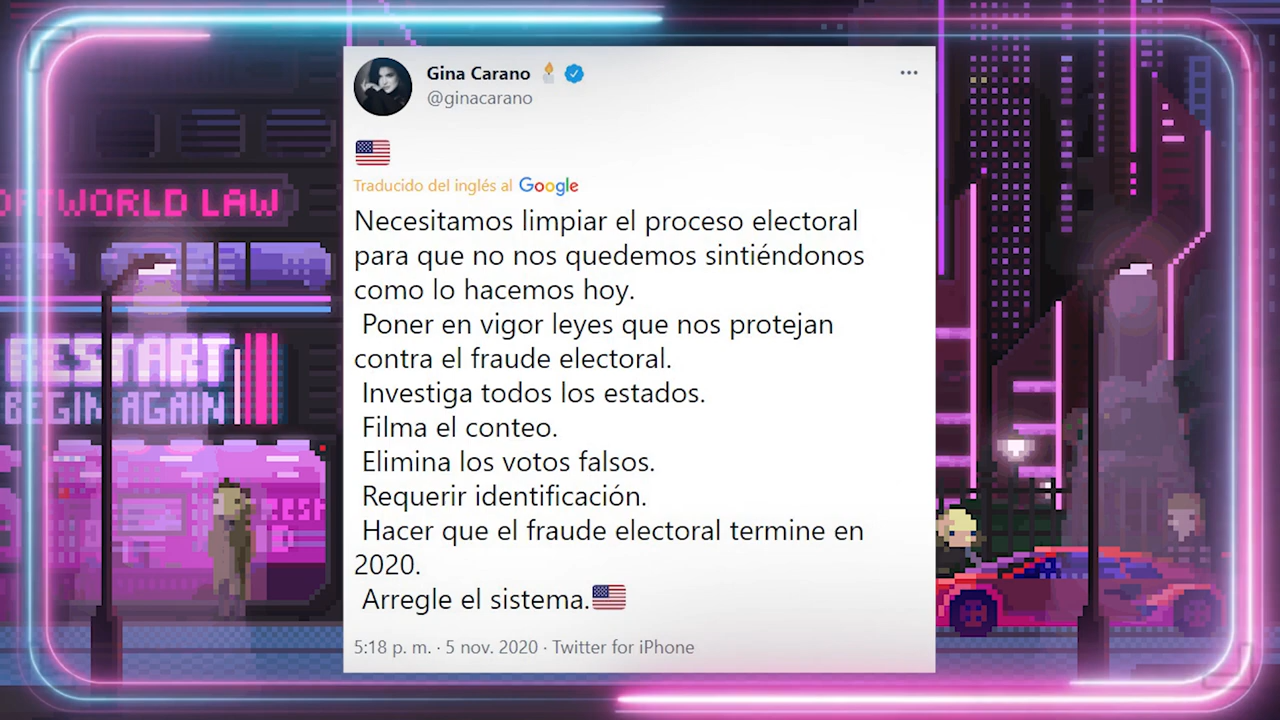 Gina Carano
@ginacarano
Traducido del inglés al Google
Necesitamos limpiar el proceso electoral
para que no nos quedemos sintiéndonos
como lo hacemos hoy.
Poner en vigor leyes que nos protejan
contra el fraude electoral.
Investiga todos los estados.
Filma el conteo.
Elimina los votos falsos.
Requerir identificación.
Hacer que el fraude electoral termine en
2020.
Arregle el sistema.
5:18 p. m. · 5 nov. 2020 · Twitter for iPhone
WORLD LAW
RESTART
BEGIN AGAIN